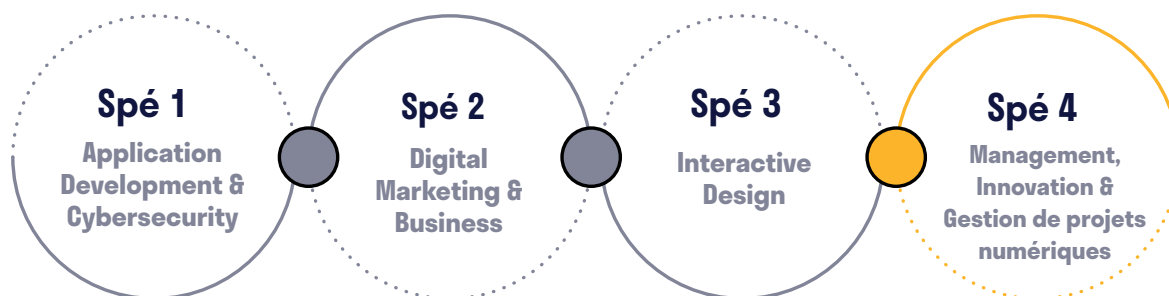 Spé 1
Application
Development &
Cybersecurity
Spé 2
Digital
Marketing &
Business
Spé 3
Interactive
Design
Spé 4
Management,
Innovation &
Gestion de projets
numériques